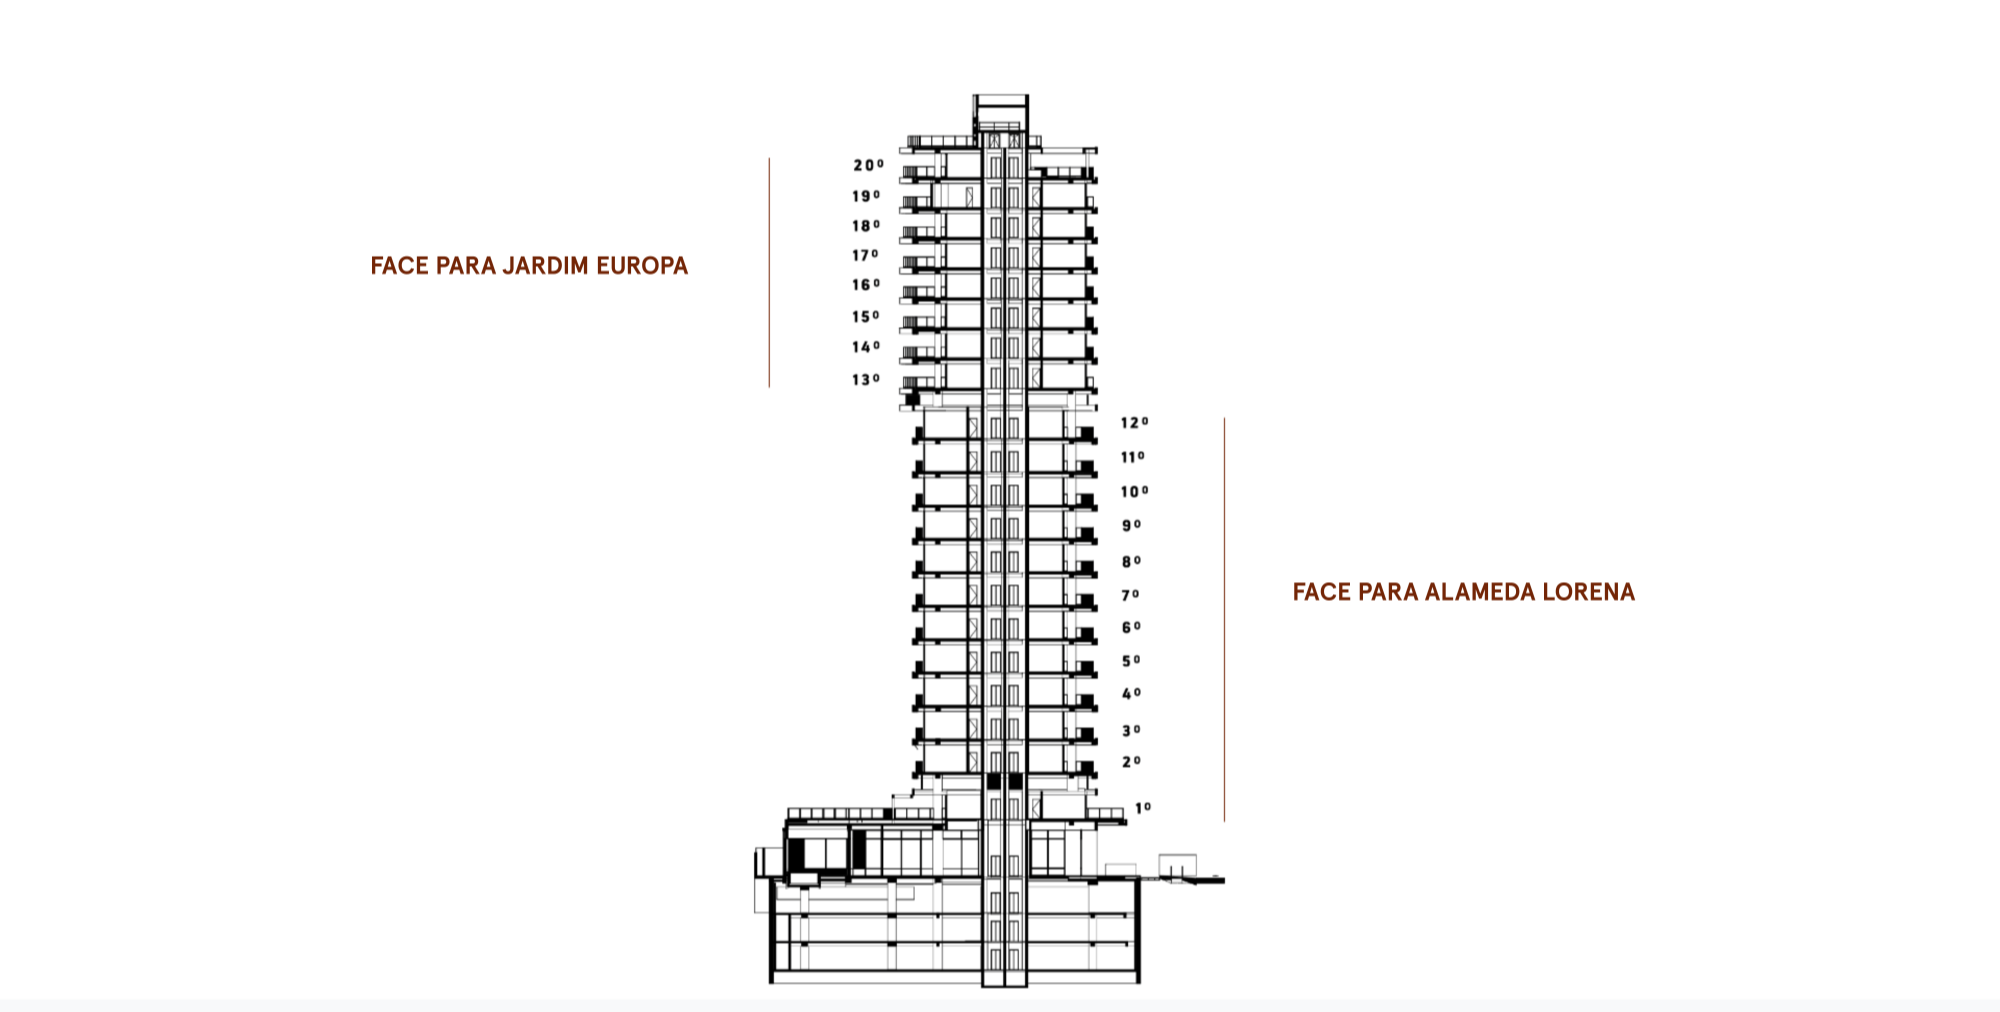 20º
19º
18º
17º
FACE PARA JARDIM EUROPA
16º
15º
14º
13º
12º
11º
10º
9º
8º
7º
FACE PARA ALAMEDA LORENA
6º
5º
4º
3º
2º
1º